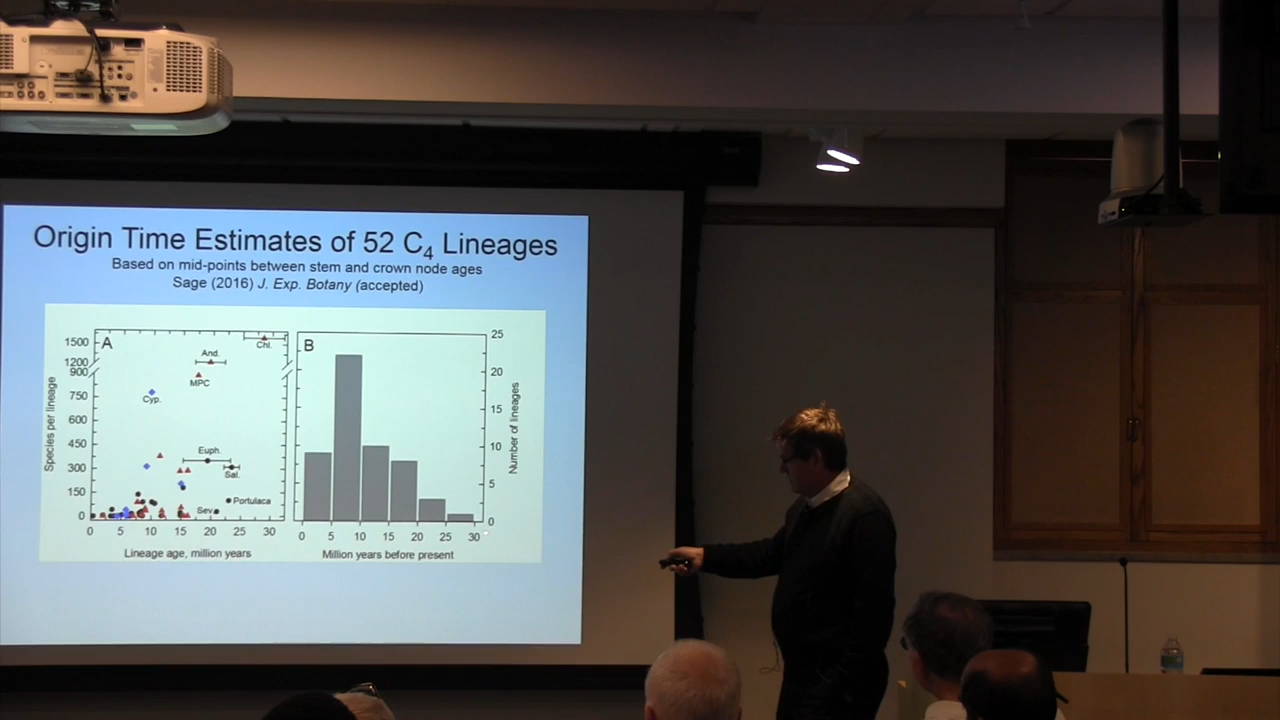 Origin Time Estimates of 52 C4 Lineages
Based on mid-points between stem and crown node ages
Sage (2016) J. Exp. Botany (accepted)
A
B
Species per lineage
1500
1200
900
750
600
450
300
150
0
Chl.
And.
MPC
Cyp.
Euph.
Sal.
Portulaca
Sev.
0 5 10 15 20 25 30
Lineage age, million years
25
20
15
10
5
0
Number of lineages
0 5 10 15 20 25 30
Million years before present